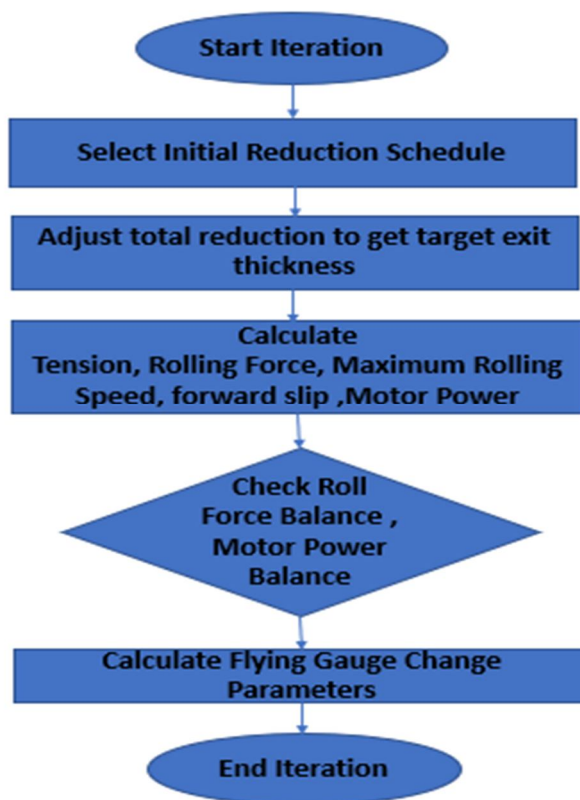 Start Iteration
Select Initial Reduction Schedule
Adjust total reduction to get target exit
thickness
Calculate
Tension, Rolling Force, Maximum Rolling
Speed, forward slip ,Motor Power
Check Roll
Force Balance ,
Motor Power
Balance
Calculate Flying Gauge Change
Parameters
End Iteration